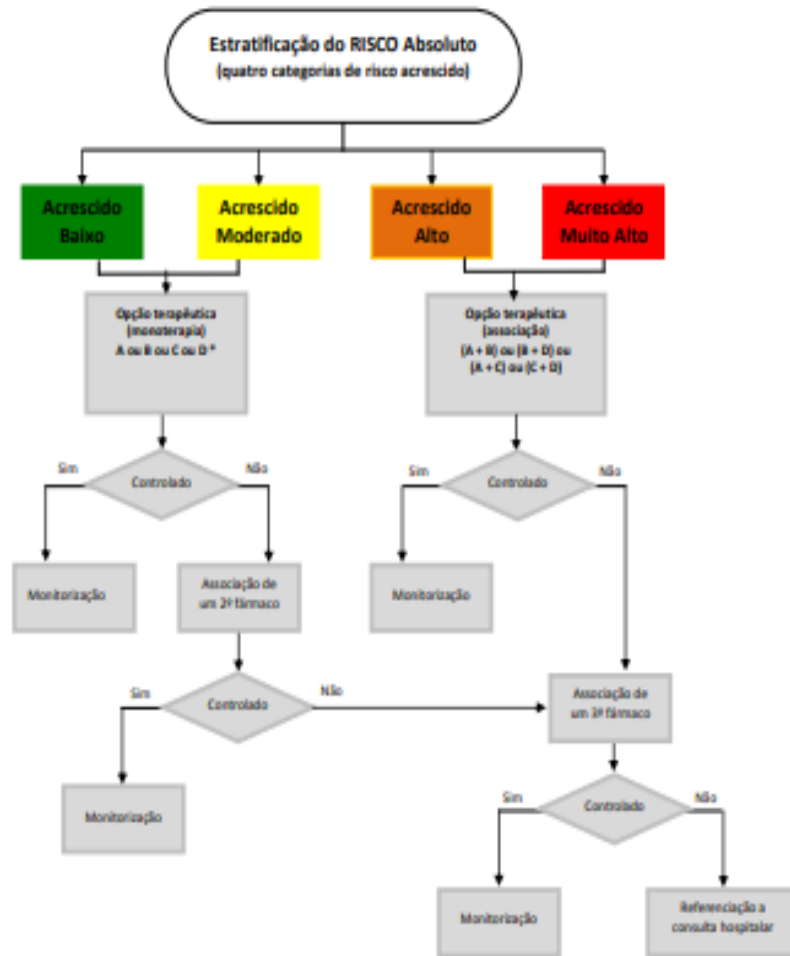 Estratificação do RISCO Absoluto
(quatro categorias de risco acrescido)
Acrescido
Baixo
Acrescido
Moderado
Acrescido
Alto
Acrescido
Muito Alto
Opção terapêutica
(monoterapia)
A ou B ou C ou D *
Opção terapêutica
(associação)
(A + B) ou (B + D) ou
(A + C) ou (C + D)
Sim
Controlado
Não
Sim
Controlado
Não
Monitorização
Associação de
um 2º fármaco
Monitorização
Sim
Controlado
Não
Associação de
um 3º fármaco
Monitorização
Sim
Controlado
Não
Monitorização
Referenciação a
consulta hospitalar